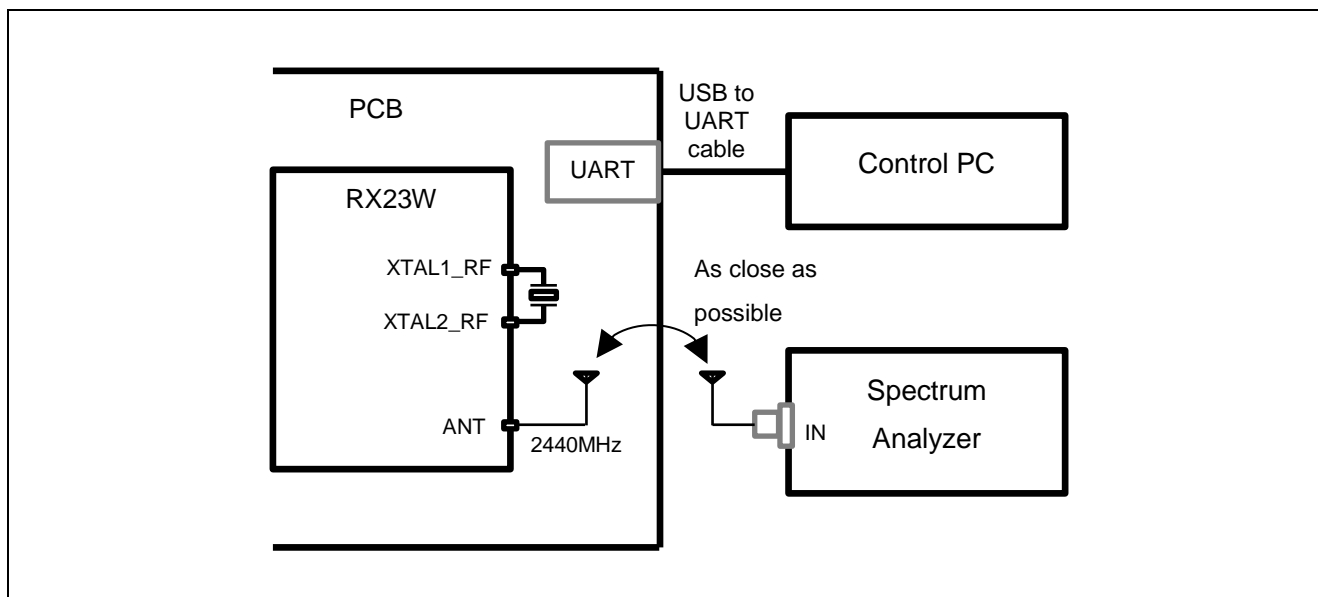 PCB
USB to
UART
cable
UART
Control PC
RX23W
XTAL1_RF
As close as
possible
XTAL2_RF
Spectrum
Analyzer
ANT
2440MHz
IN